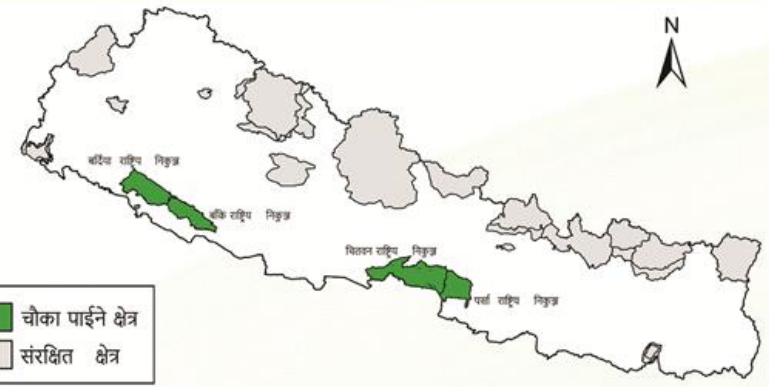 N
बर्दिया राष्ट्रिय निकुञ्ज
बाँके राष्ट्रिय निकुञ्ज
चितवन राष्ट्रिय निकुञ्ज
पर्सा राष्ट्रिय निकुञ्ज
चौका पाईने क्षेत्र
संरक्षित क्षेत्र